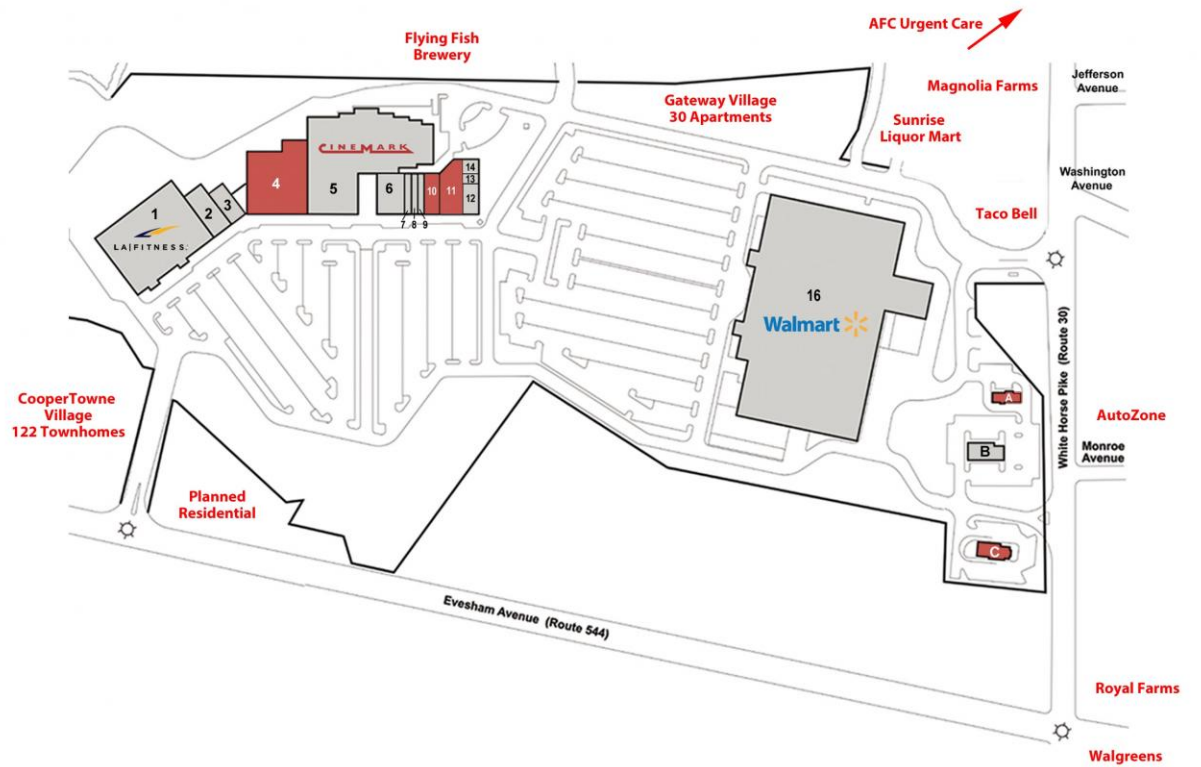 AFC Urgent Care
Flying Fish
Brewery
Jefferson
Avenue
Magnolia Farms
Gateway Village
30 Apartments
Sunrise
Liquor Mart
CINEMARK
14
13
12
4
5
6
10
11
7
8
9
Washington
Avenue
1
2
3
LA|FITNESS.
Taco Bell
16
Walmart
White Horse Pike (Route 30)
CooperTowne
Village
122 Townhomes
A
AutoZone
B
Monroe
Avenue
Planned
Residential
C
Evesham Avenue (Route 544)
Royal Farms
Walgreens